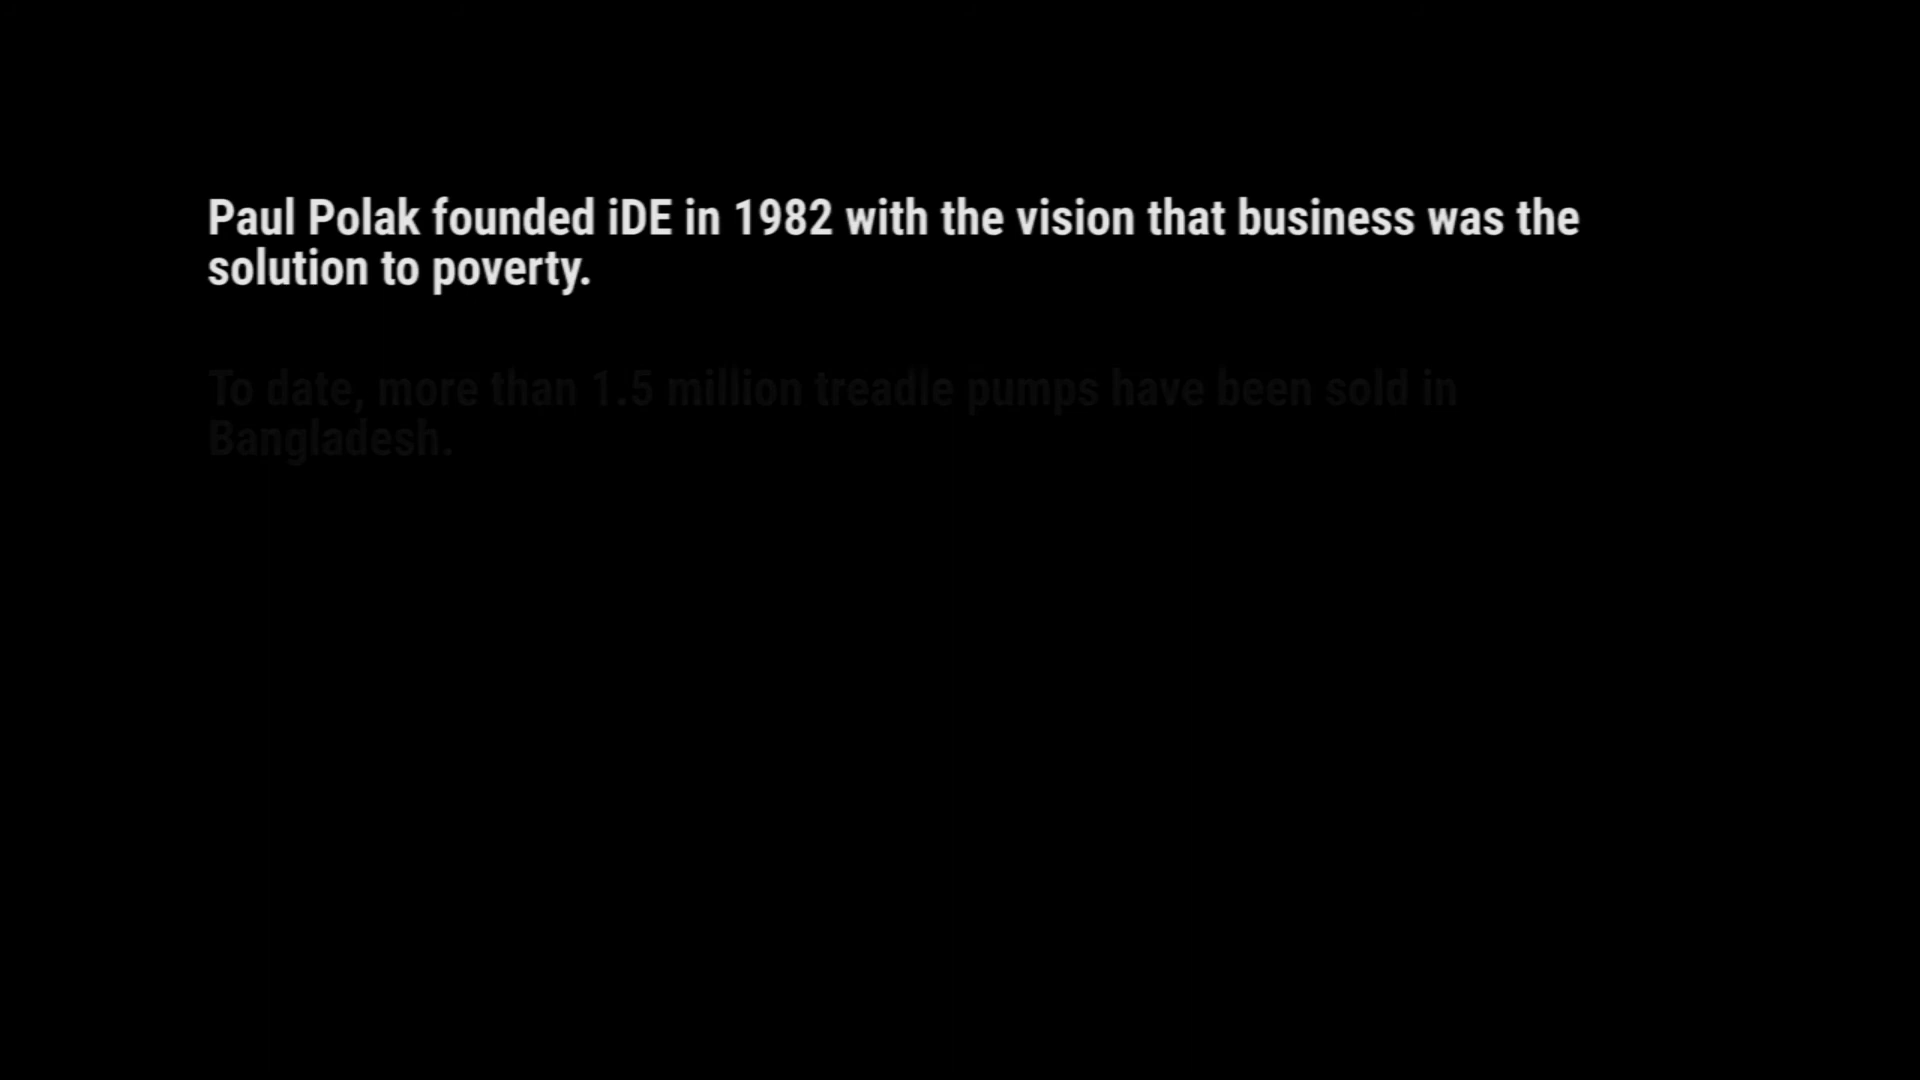 Paul Polak founded iDE in 1982 with the vision that business was the
solution to poverty.
To date, more than 1.5 million treadle pumps have been sold in
Bangladesh.